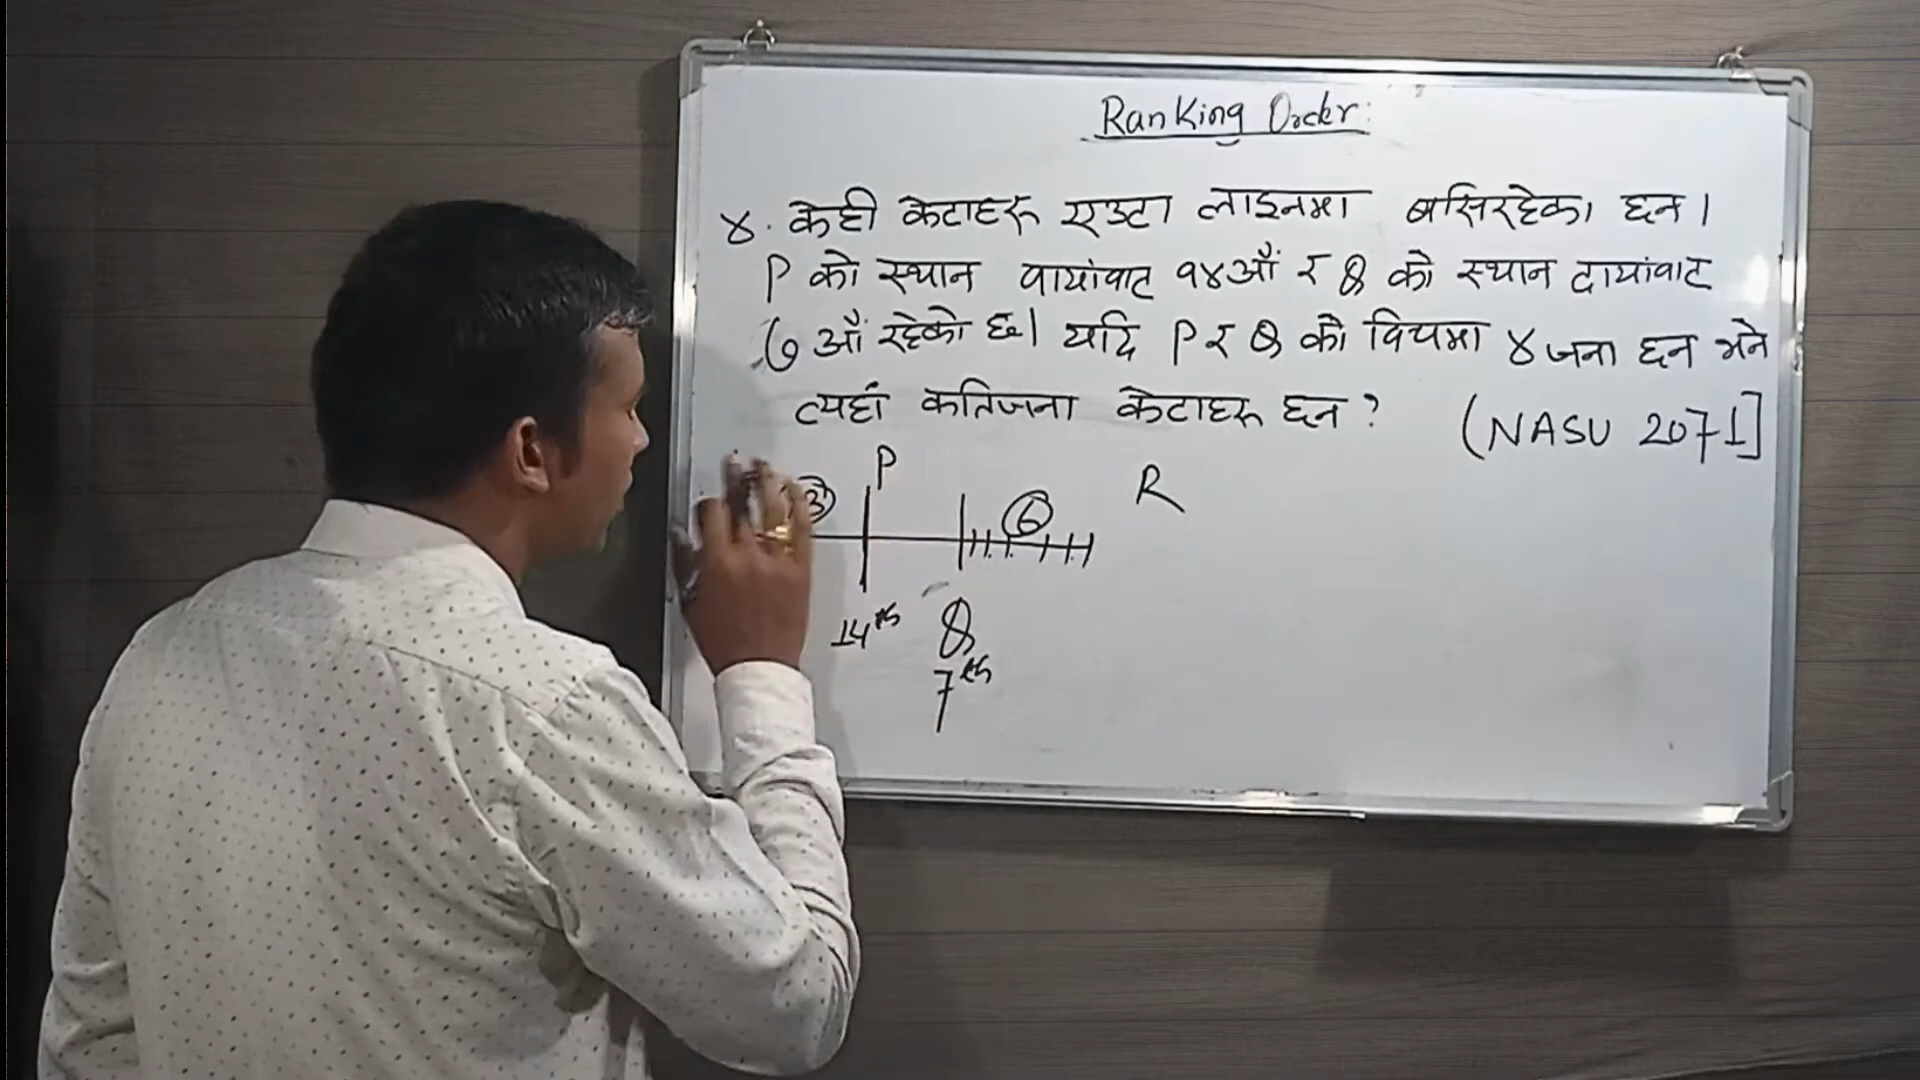 Ranking Order:
४. केही केटाहरू एउटा लाइनमा बसिरहेका छन।
P को स्थान बायांबाट १४औं र Q को स्थान दायांबाट
७ औं रहेको छ। यदि P र Q को विचमा ४ जना छन भने
त्यहाँ कतिजना केटाहरू छन ? (NASU 2071]
P
R
6
14th
Q
7th